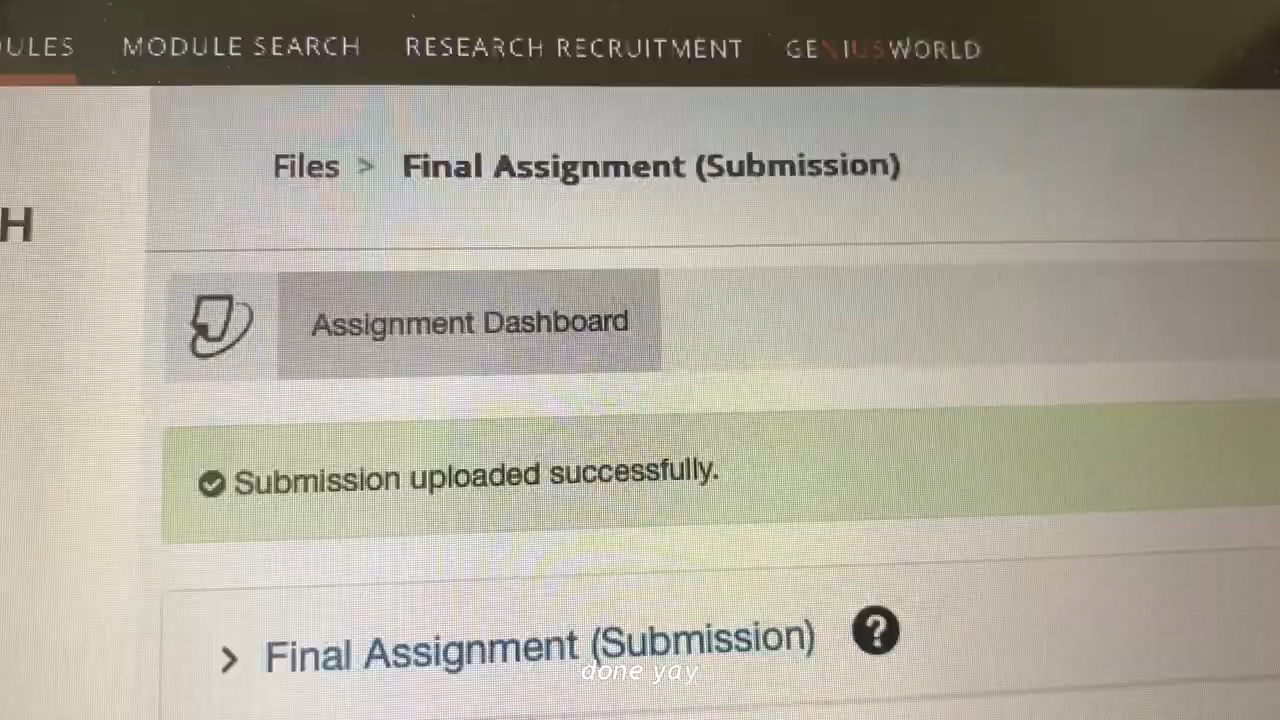 ULES MODULE SEARCH RESEARCH RECRUITMENT GENIUSWORLD
Files > Final Assignment (Submission)
H
Assignment Dashboard
Submission uploaded successfully.
> Final Assignment (Submission) ?
done yay